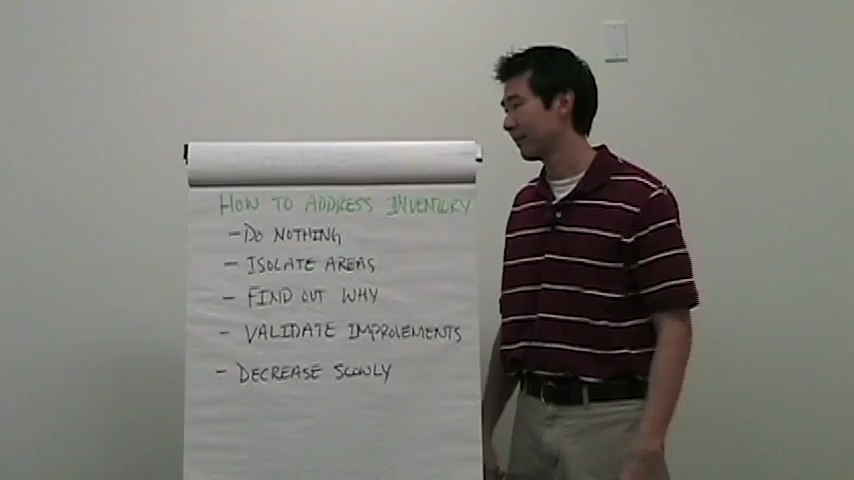 HOW TO ADDRESS INVENTORY
- DO NOTHING
- ISOLATE AREAS
- FIND OUT WHY
- VALIDATE IMPROVEMENTS
- DECREASE SLOWLY